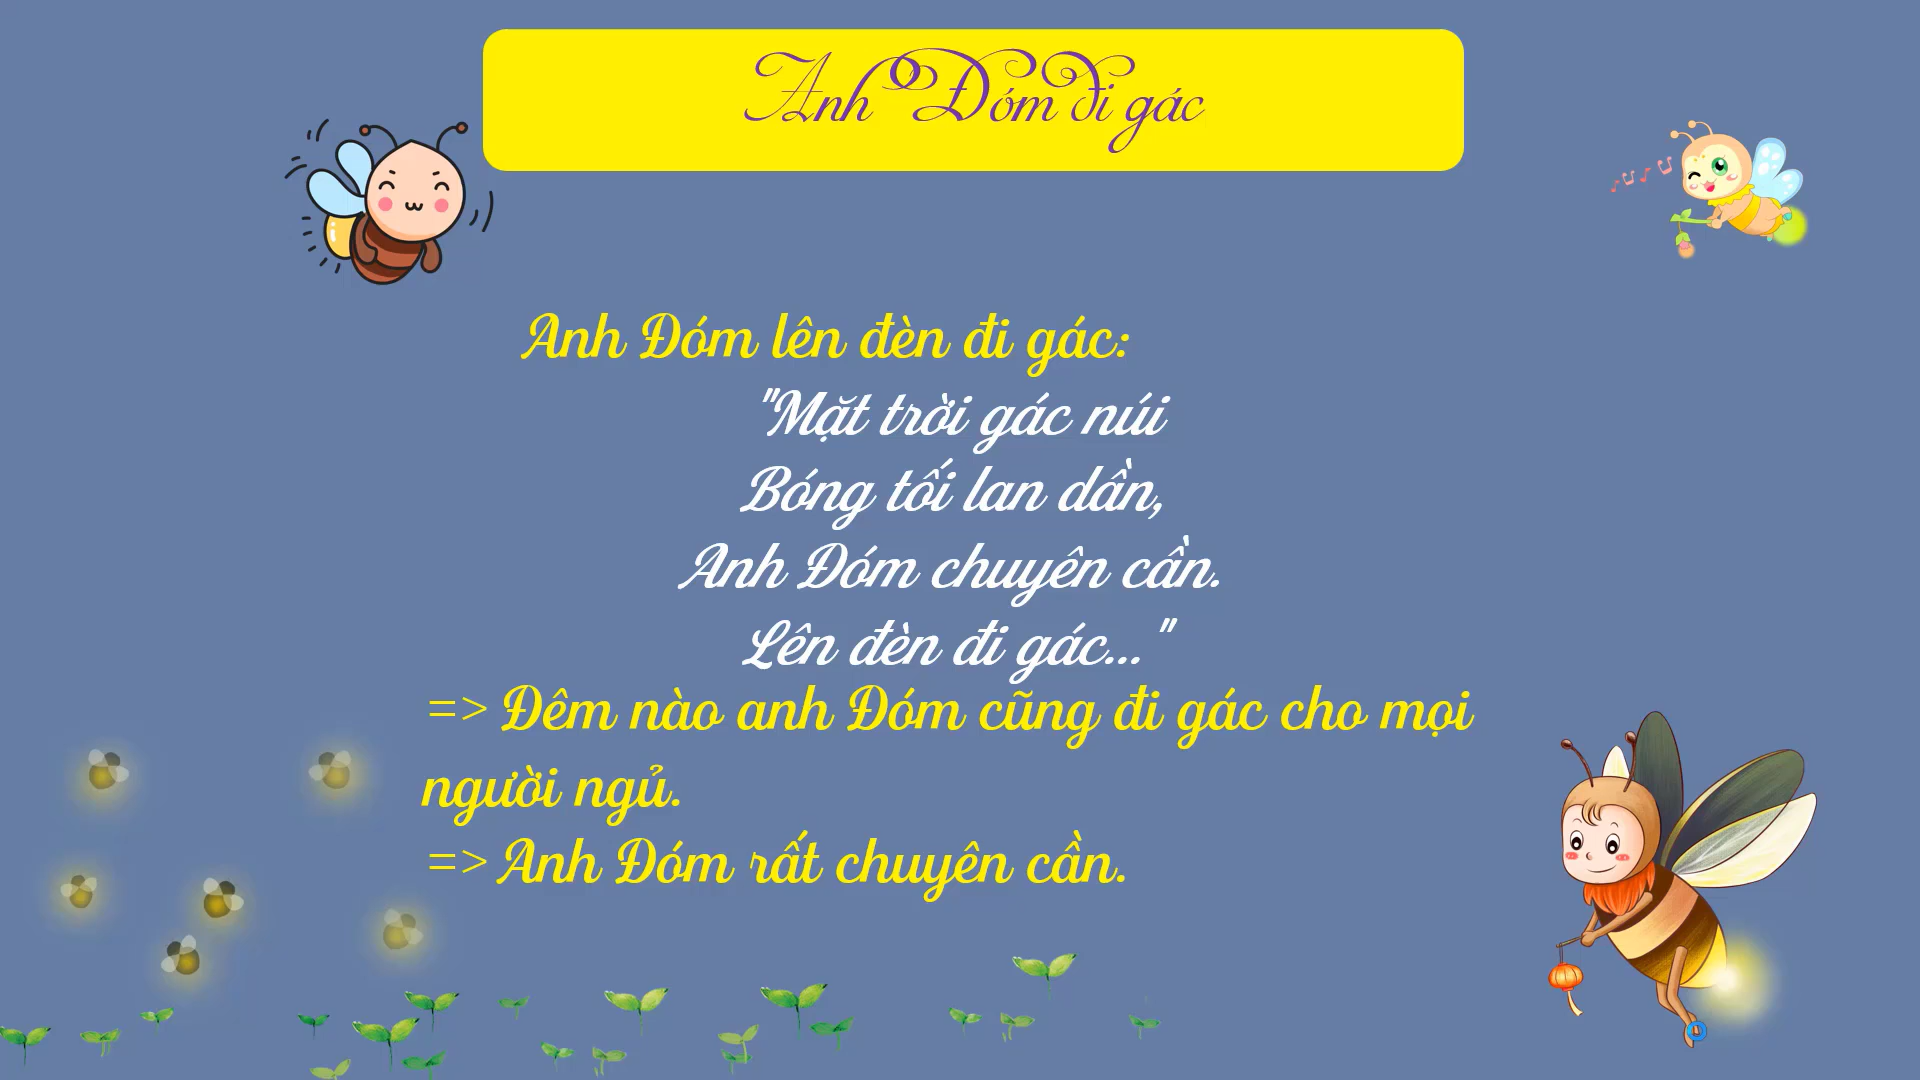 Anh Đóm đi gác
Anh Đóm lên đèn đi gác:
"Mặt trời gác núi
Bóng tối lan dần,
Anh Đóm chuyên cần.
Lên đèn đi gác... "
=> Đêm nào anh Đóm cũng đi gác cho mọi
người ngủ.
=> Anh Đóm rất chuyên cần.